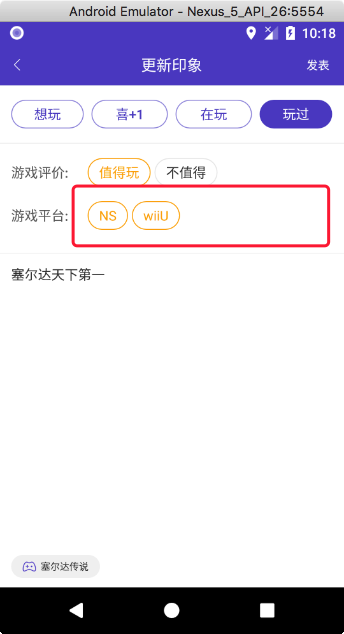 Android Emulator - Nexus_5_API_26:5554
10:18
更新印象 发表
想玩 喜+1 在玩 玩过
游戏评价: 值得玩 不值得
游戏平台: NS wiiU
塞尔达天下第一
塞尔达传说